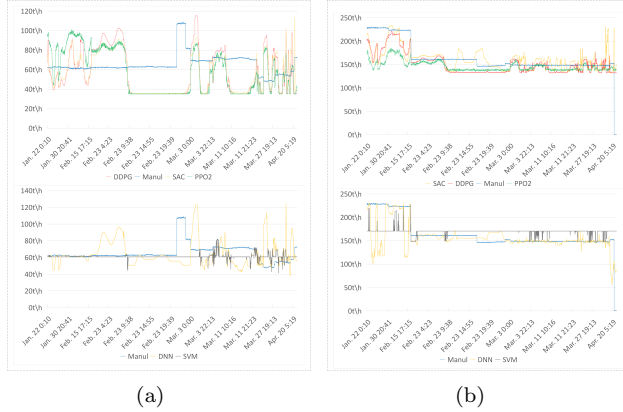 120t\h
100t\h
80t\h
60t\h
40t\h
20t\h
0t\h
Jan. 22 0:10
Jan. 30 20:41
Feb. 15 17:15
Feb. 23 4:23
Feb. 23 9:38
Feb. 23 14:55
Feb. 23 19:39
Mar. 3 0:00
Mar. 3 22:13
Mar. 11 10:16
Mar. 11 21:23
Mar. 27 19:13
Apr. 20 5:19
DDPG Manul SAC PPO2
140t\h
120t\h
100t\h
80t\h
60t\h
40t\h
20t\h
0t\h
Jan. 22 0:10
Jan. 30 20:41
Feb. 15 17:15
Feb. 23 4:23
Feb. 23 9:38
Feb. 23 14:55
Feb. 23 19:39
Mar. 3 0:00
Mar. 3 22:13
Mar. 11 10:16
Mar. 11 21:23
Mar. 27 19:13
Apr. 20 5:19
Manul DNN SVM
(a)
250t\h
200t\h
150t\h
100t\h
50t\h
0t\h
Jan. 22 0:10
Jan. 30 20:41
Feb. 15 17:15
Feb. 23 4:23
Feb. 23 9:38
Feb. 23 14:55
Feb. 23 19:39
Mar. 3 0:00
Mar. 3 22:13
Mar. 11 10:16
Mar. 11 21:23
Mar. 27 19:13
Apr. 20 5:19
SAC DDPG Manul PPO2
250t\h
200t\h
150t\h
100t\h
50t\h
0t\h
Jan. 22 0:10
Jan. 30 20:41
Feb. 15 17:15
Feb. 23 4:23
Feb. 23 9:38
Feb. 23 14:55
Feb. 23 19:39
Mar. 3 0:00
Mar. 3 22:13
Mar. 11 10:16
Mar. 11 21:23
Mar. 27 19:13
Apr. 20 5:19
Manul DNN SVM
(b)